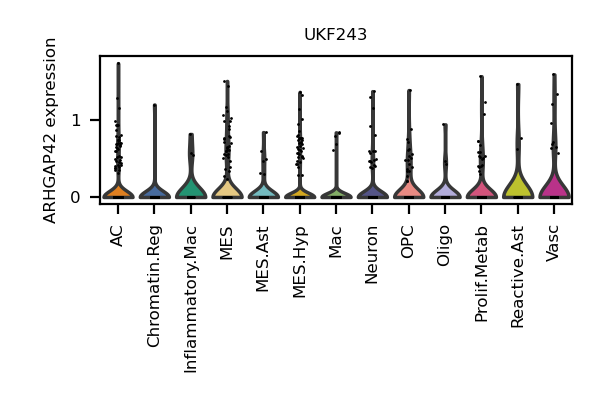 UKF243
ARHGAP42 expression
1
0
AC
Chromatin.Reg
Inflammatory.Mac
MES
MES.Ast
MES.Hyp
Mac
Neuron
OPC
Oligo
Prolif.Metab
Reactive.Ast
Vasc